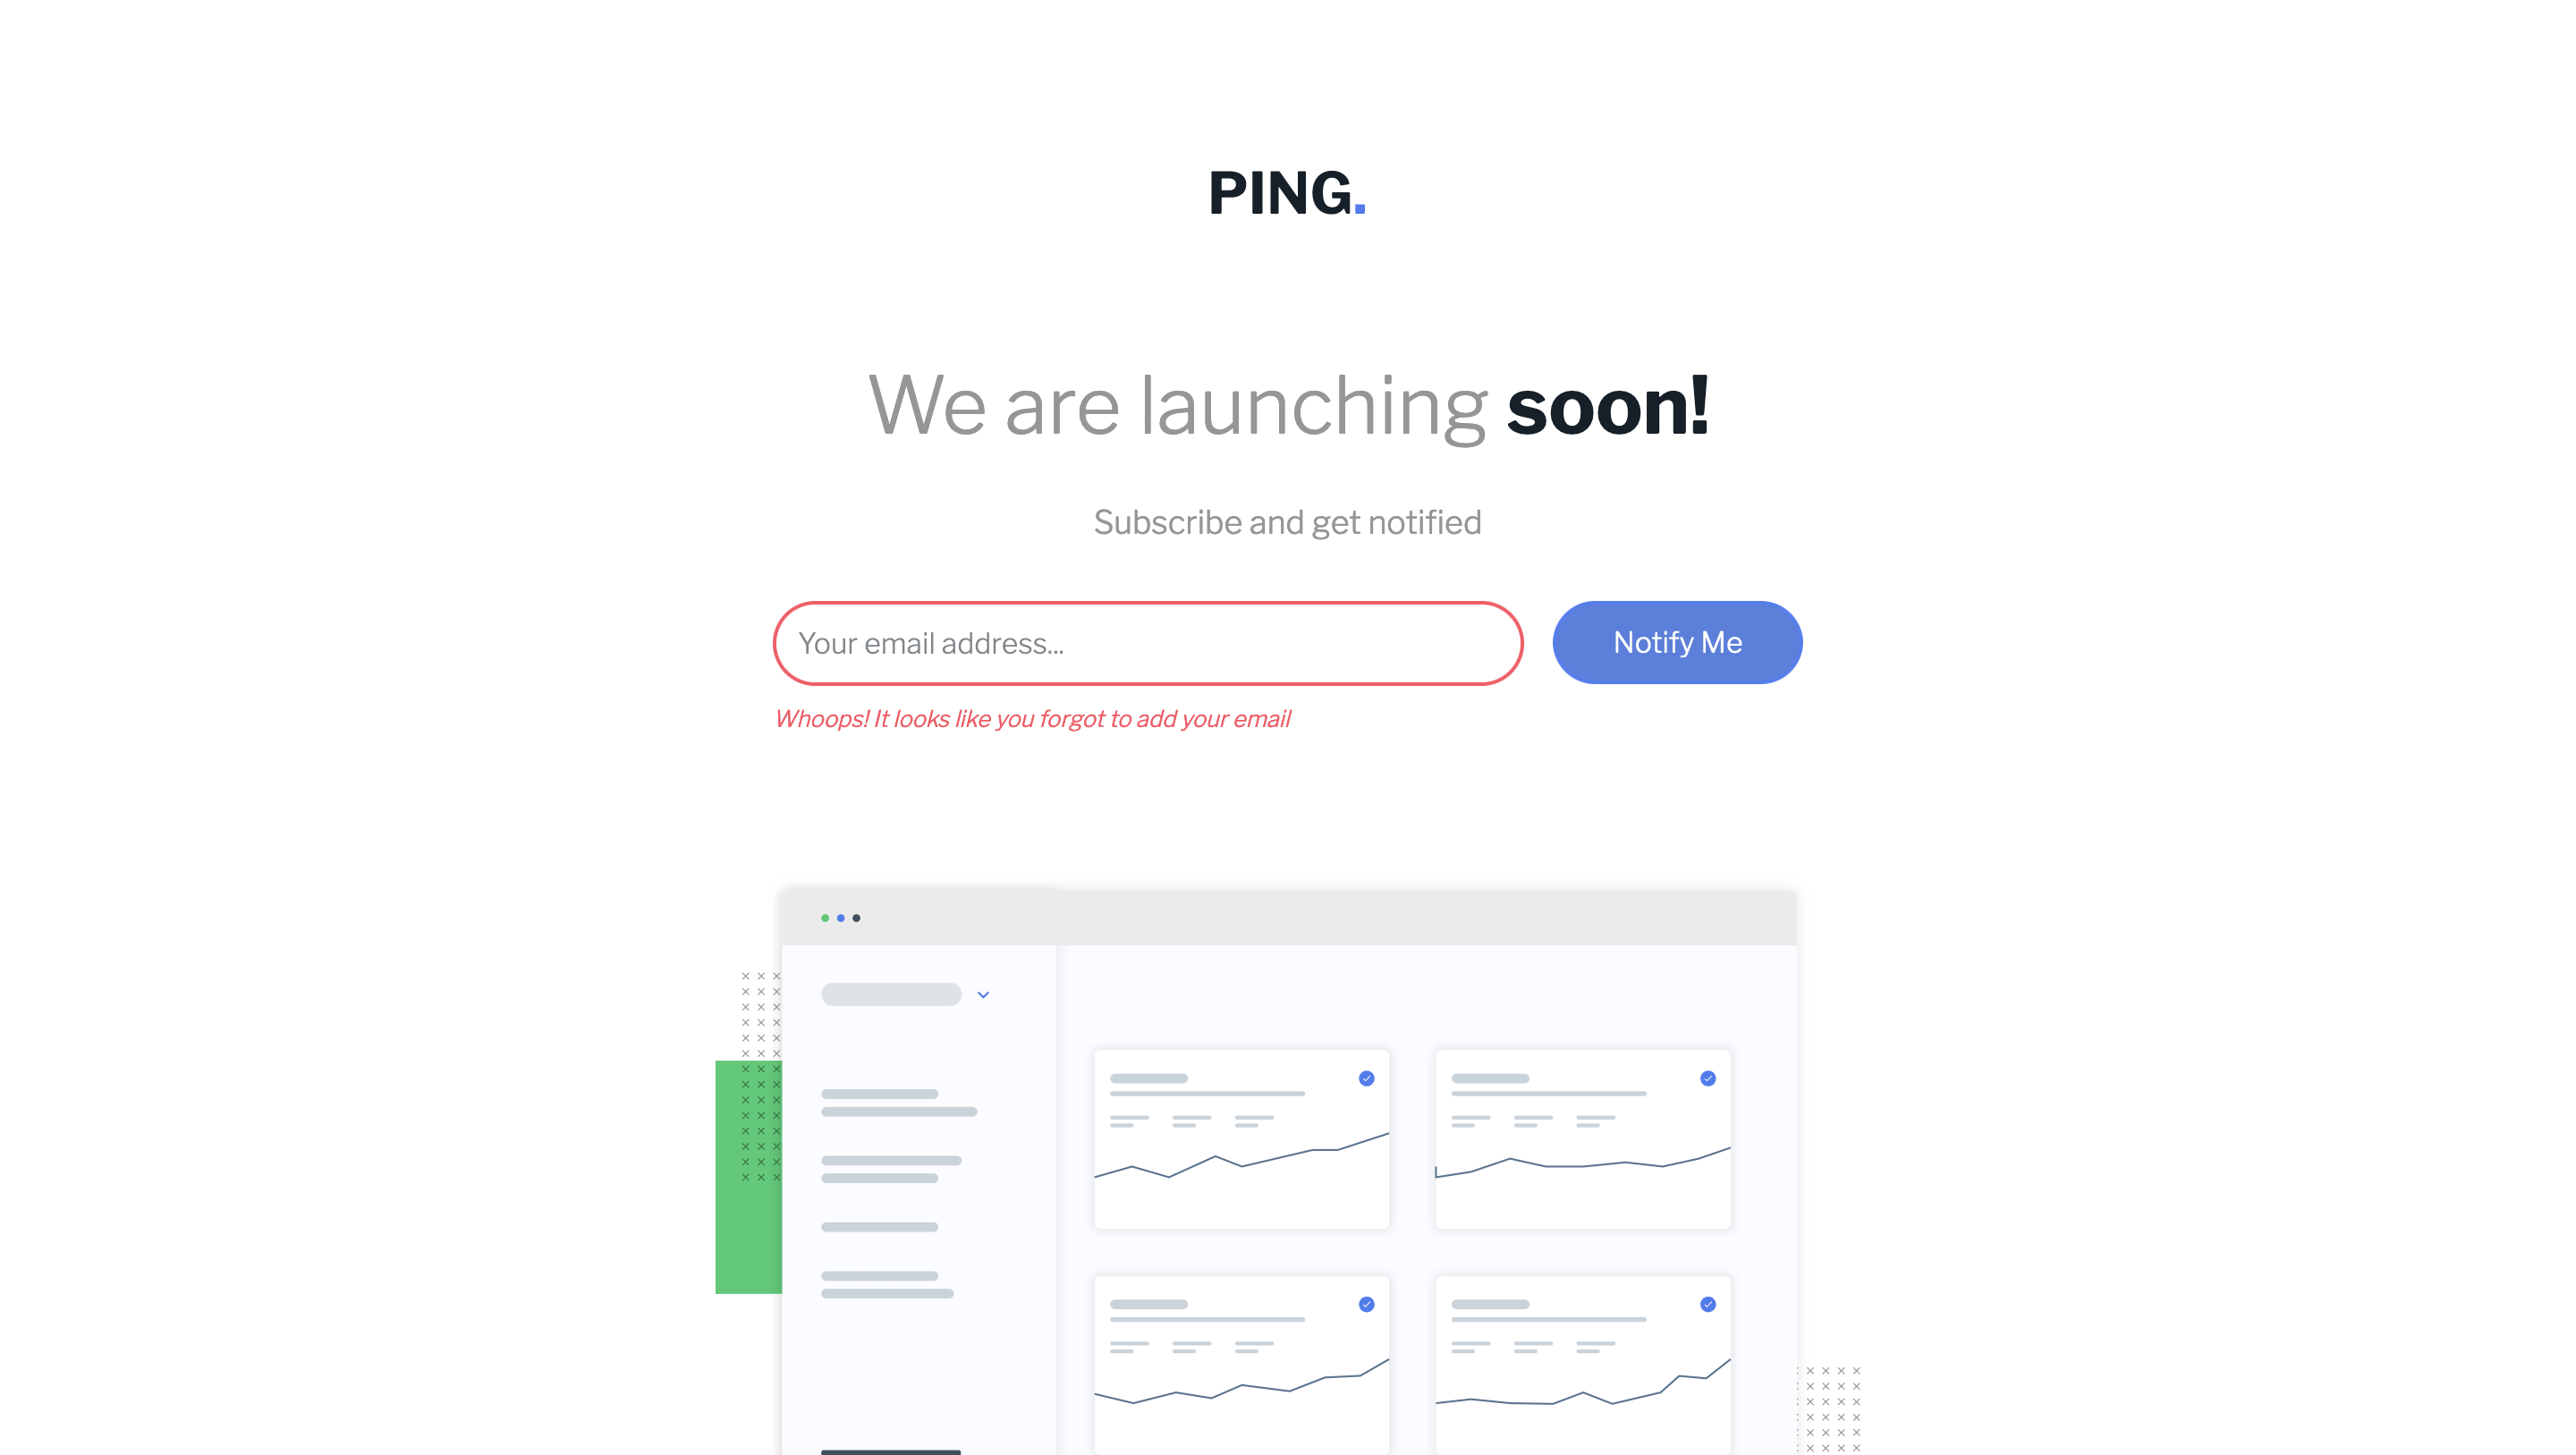 PING.
We are launching soon!
Subscribe and get notified
Your email address...
Notify Me
Whoops! It looks like you forgot to add your email